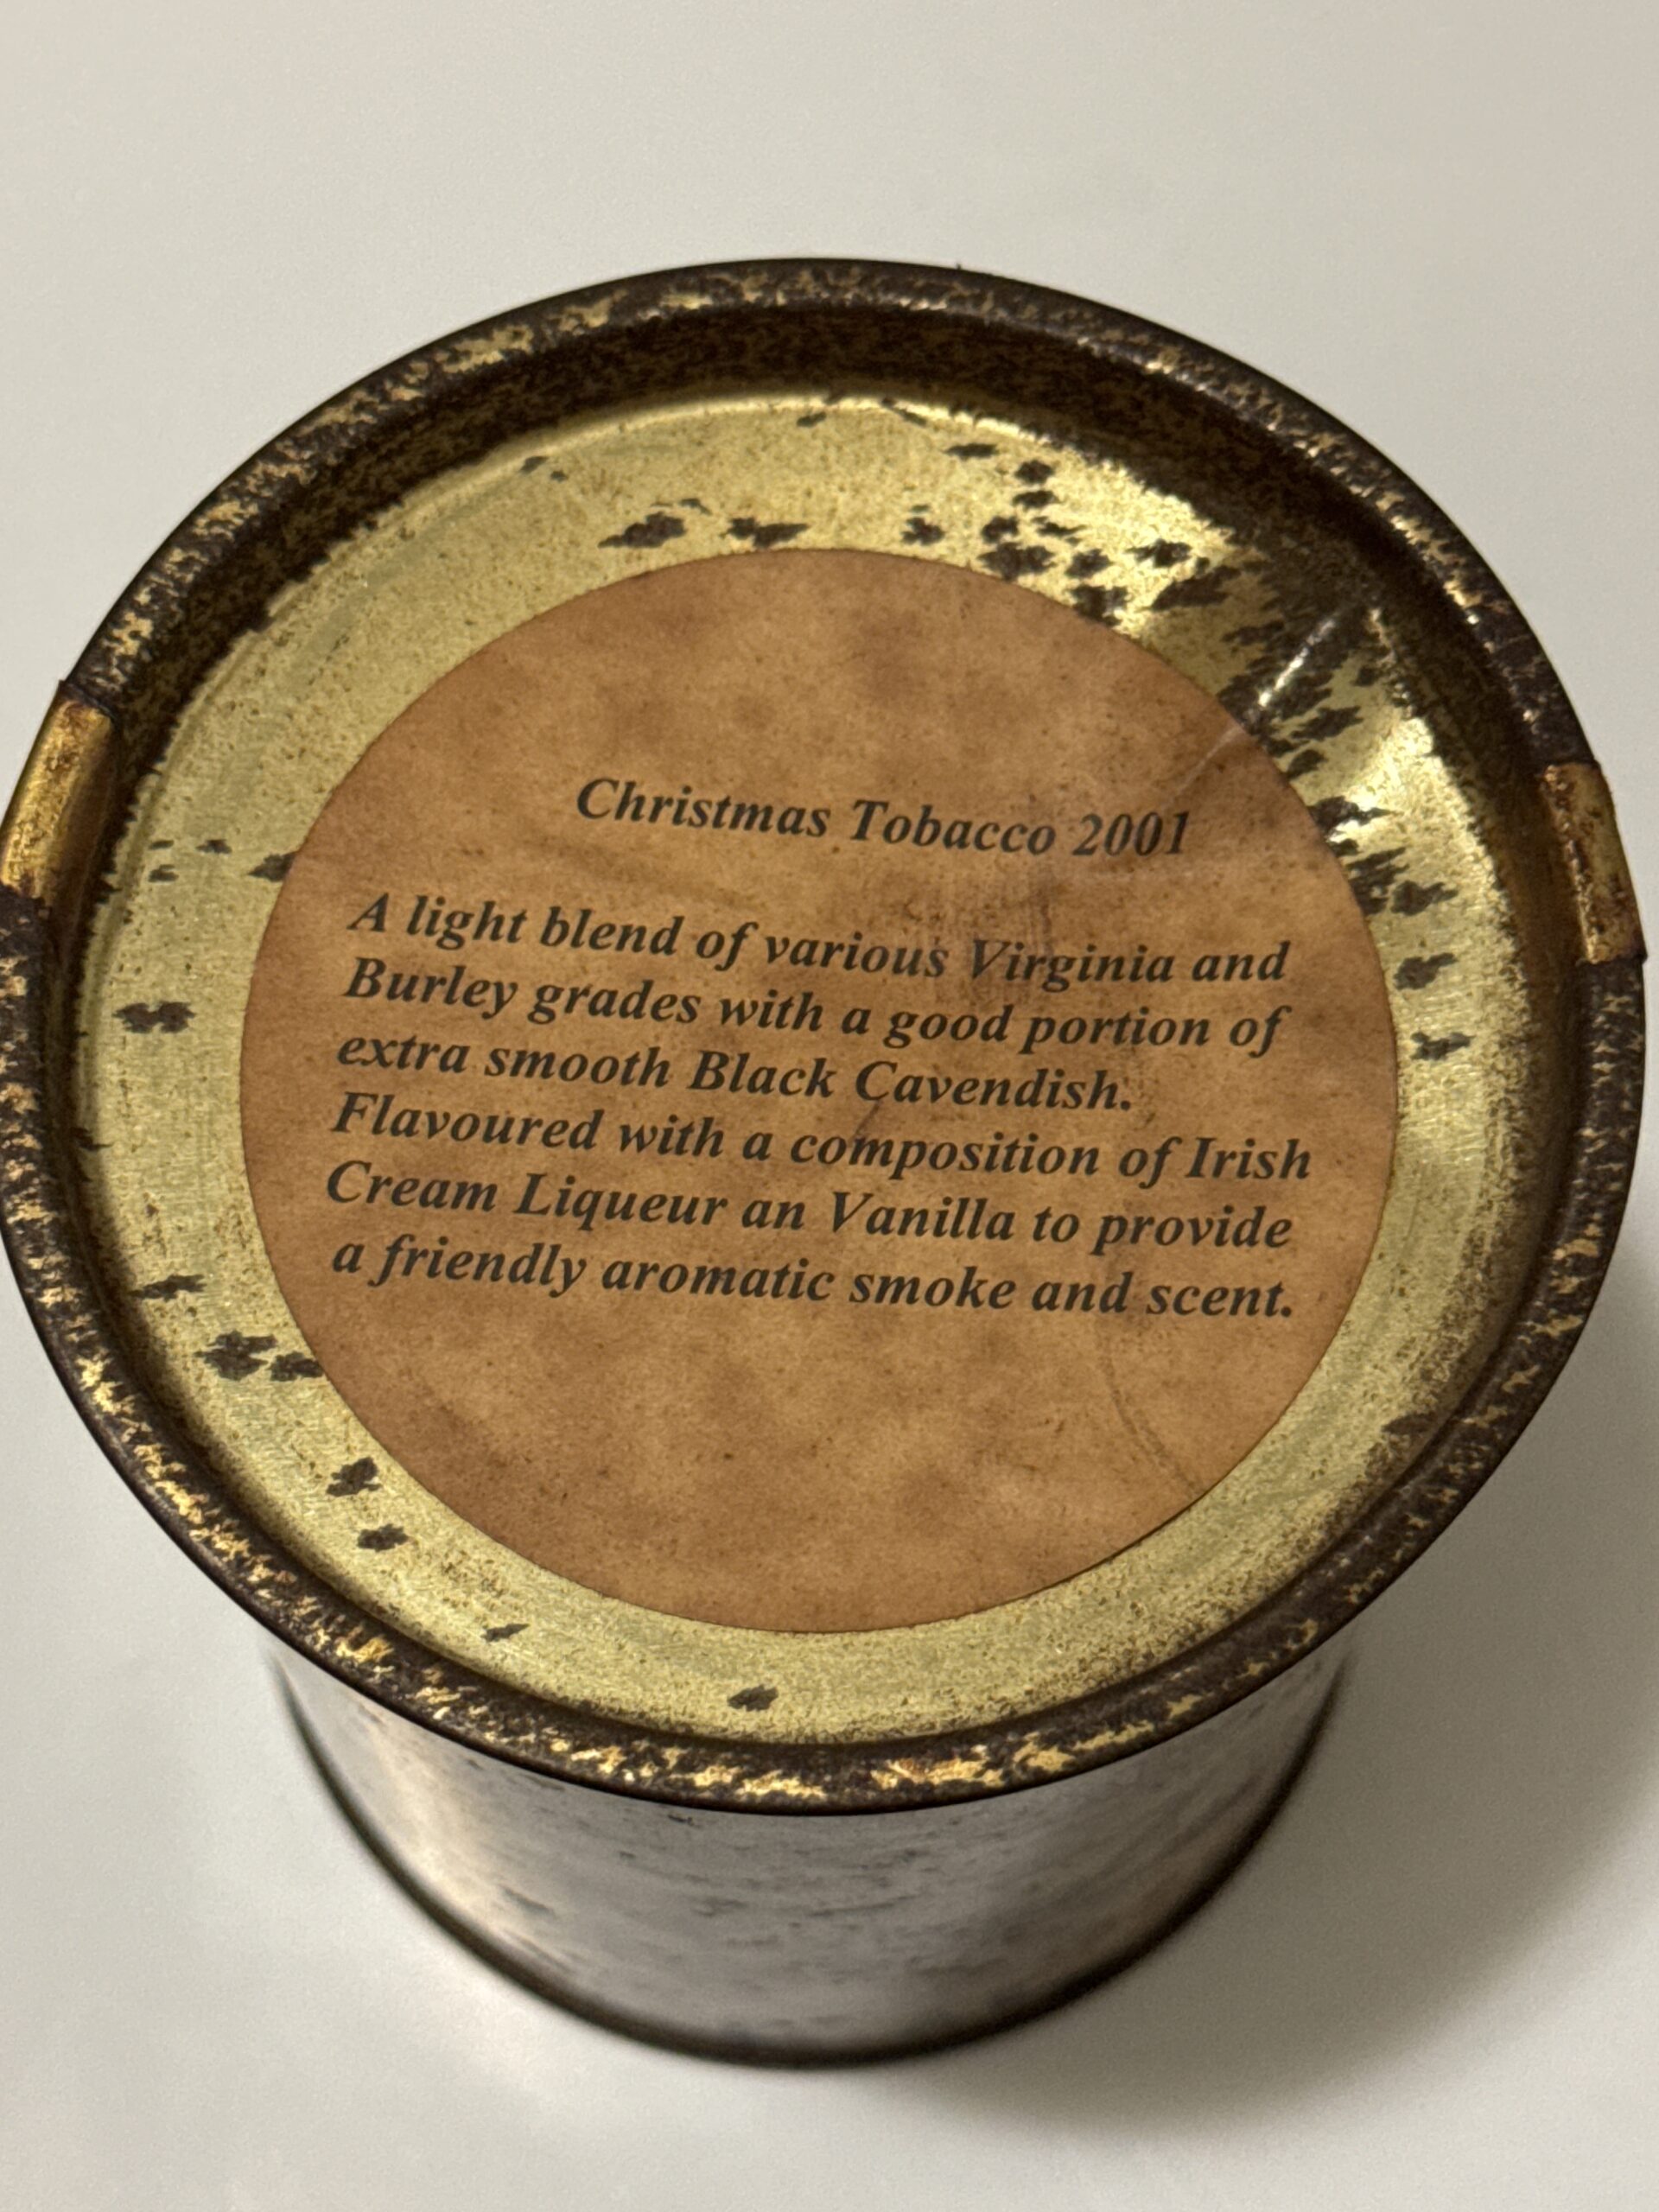 Christmas Tobacco 2001
A light blend of various Virginia and
Burley grades with a good portion of
extra smooth Black Cavendish.
Flavoured with a composition of Irish
Cream Liqueur an Vanilla to provide
a friendly aromatic smoke and scent.